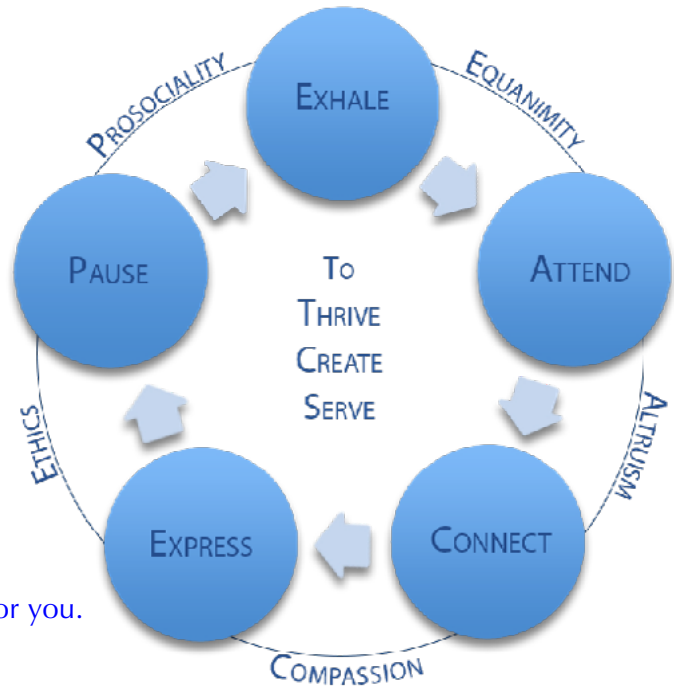 PROSOCIALITY
EXHALE
EQUANIMITY
PAUSE
ATTEND
TO
THRIVE
CREATE
SERVE
ETHICS
ALTRUISM
EXPRESS
CONNECT
or you.
COMPASSION